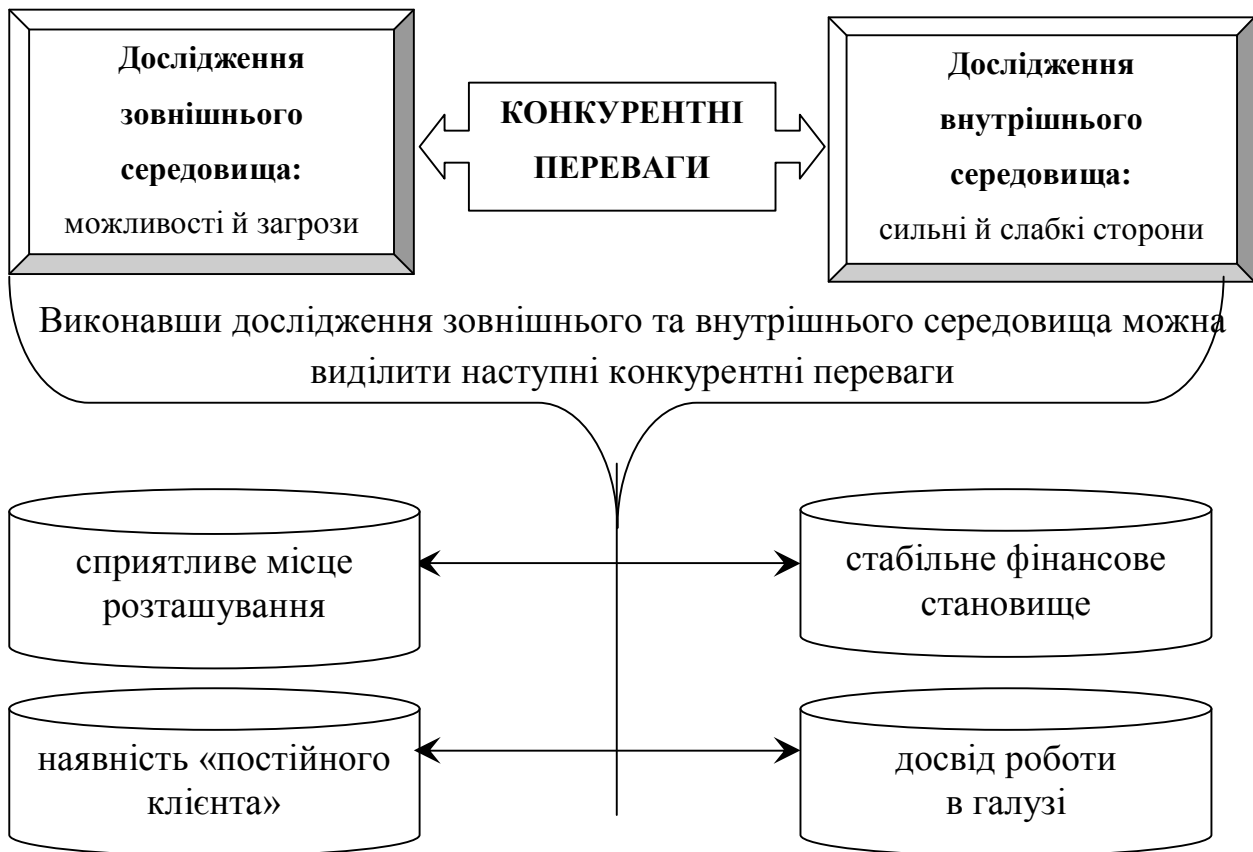 Дослідження
зовнішнього
середовища:
можливості й загрози
КОНКУРЕНТНІ
ПЕРЕВАГИ
Дослідження
внутрішнього
середовища:
сильні й слабкі сторони
Виконавши дослідження зовнішнього та внутрішнього середовища можна
виділити наступні конкурентні переваги
сприятливе місце
розташування
стабільне фінансове
становище
наявність «постійного
клієнта»
досвід роботи
в галузі